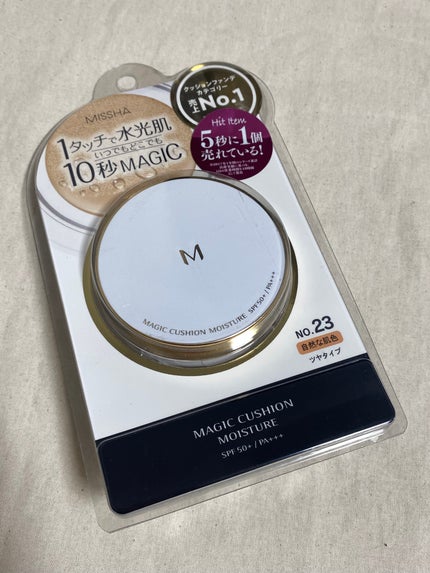 MISSHA
1タッチで水光肌
いつでもどこでも
10秒MAGIC
クッションファンデ
カテゴリー
売上No.1
Hit Item
5秒に1個
売れている!
M
MAGIC CUSHION MOISTURE SPF50+/PA+++
NO.23
自然な肌色
ツヤタイプ
MAGIC CUSHION
MOISTURE
SPF 50+ / PA+++